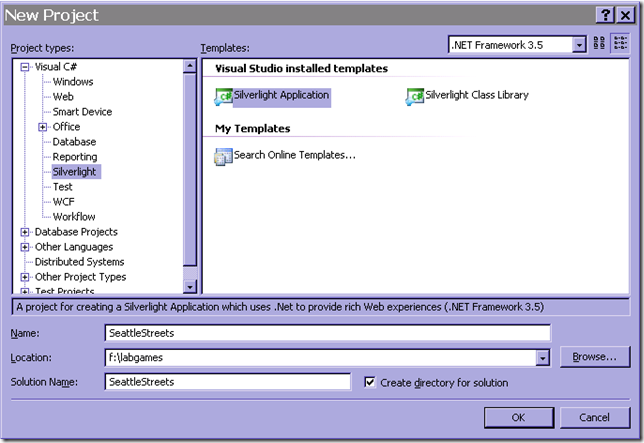 New Project
Project types:
Templates:
.NET Framework 3.5
Visual C#
Windows
Web
Smart Device
Office
Database
Reporting
Silverlight
Test
WCF
Workflow
Database Projects
Other Languages
Distributed Systems
Other Project Types
Test Projects
Visual Studio installed templates
Silverlight Application
Silverlight Class Library
My Templates
Search Online Templates...
A project for creating a Silverlight Application which uses .Net to provide rich Web experiences (.NET Framework 3.5)
Name:
SeattleStreets
Location:
f:\labgames
Browse...
Solution Name:
SeattleStreets
Create directory for solution
OK
Cancel